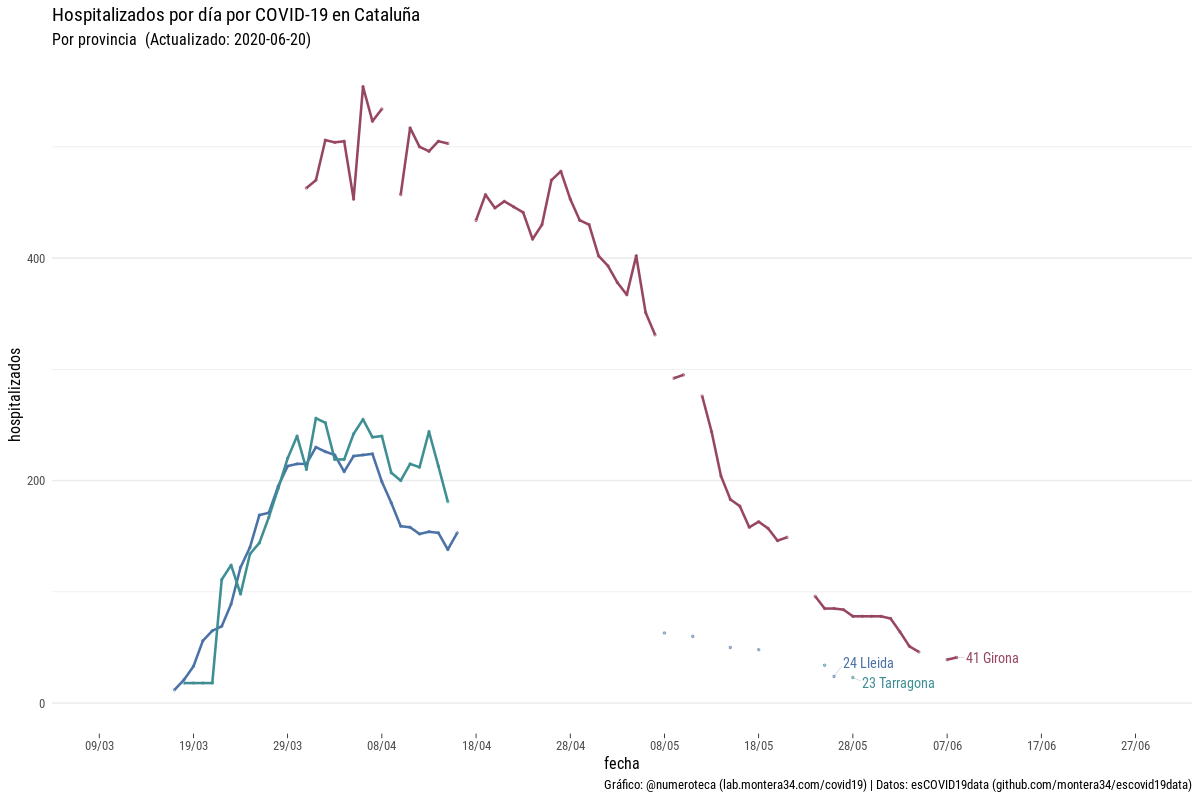 Hospitalizados por día por COVID-19 en Cataluña
Por provincia (Actualizado: 2020-06-20)
hospitalizados
400
200
0
24 Lleida
41 Girona
23 Tarragona
09/03 19/03 29/03 08/04 18/04 28/04 08/05 18/05 28/05 07/06 17/06 27/06
fecha
Gráfico: @numeroteca (lab.montera34.com/covid19) | Datos: esCOVID19data (github.com/montera34/escovid19data)